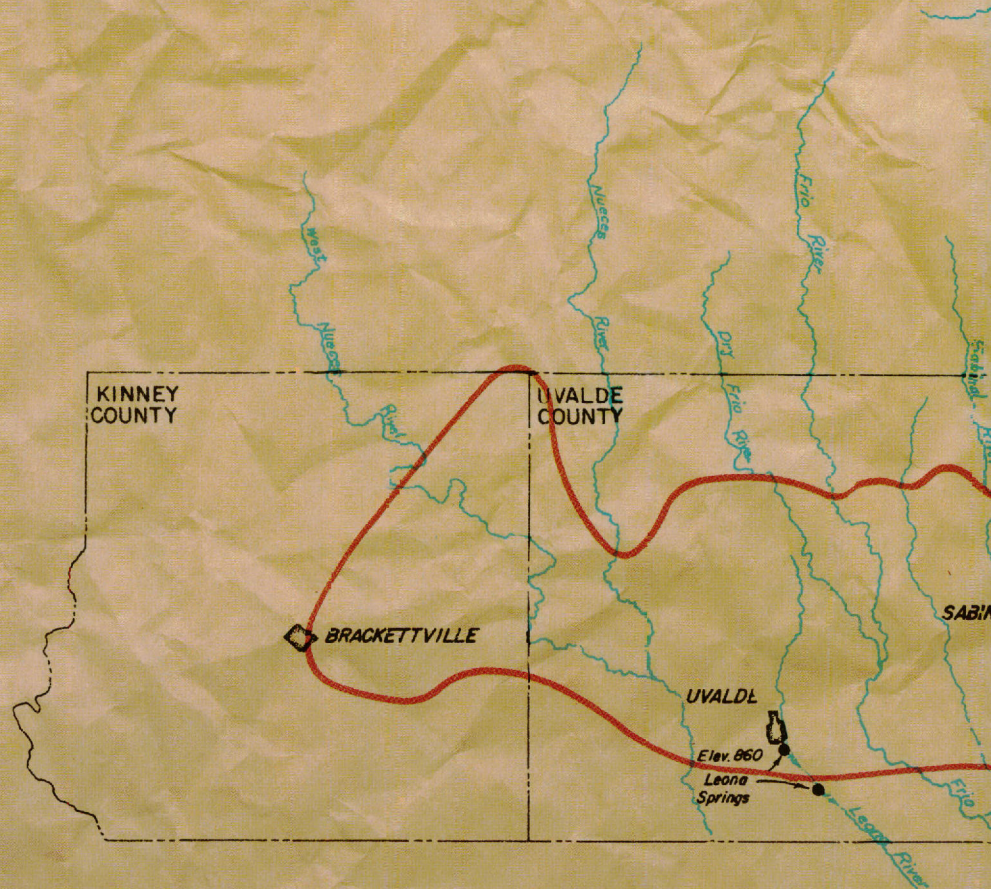 West
Nueces
River
Nueces
River
Frio
River
Dry
Frio
River
Sabinal
KINNEY
COUNTY
UVALDE
COUNTY
BRACKETTVILLE
SABIN
UVALDE
Elev. 860
Leona
Springs
Frio
Leona
River